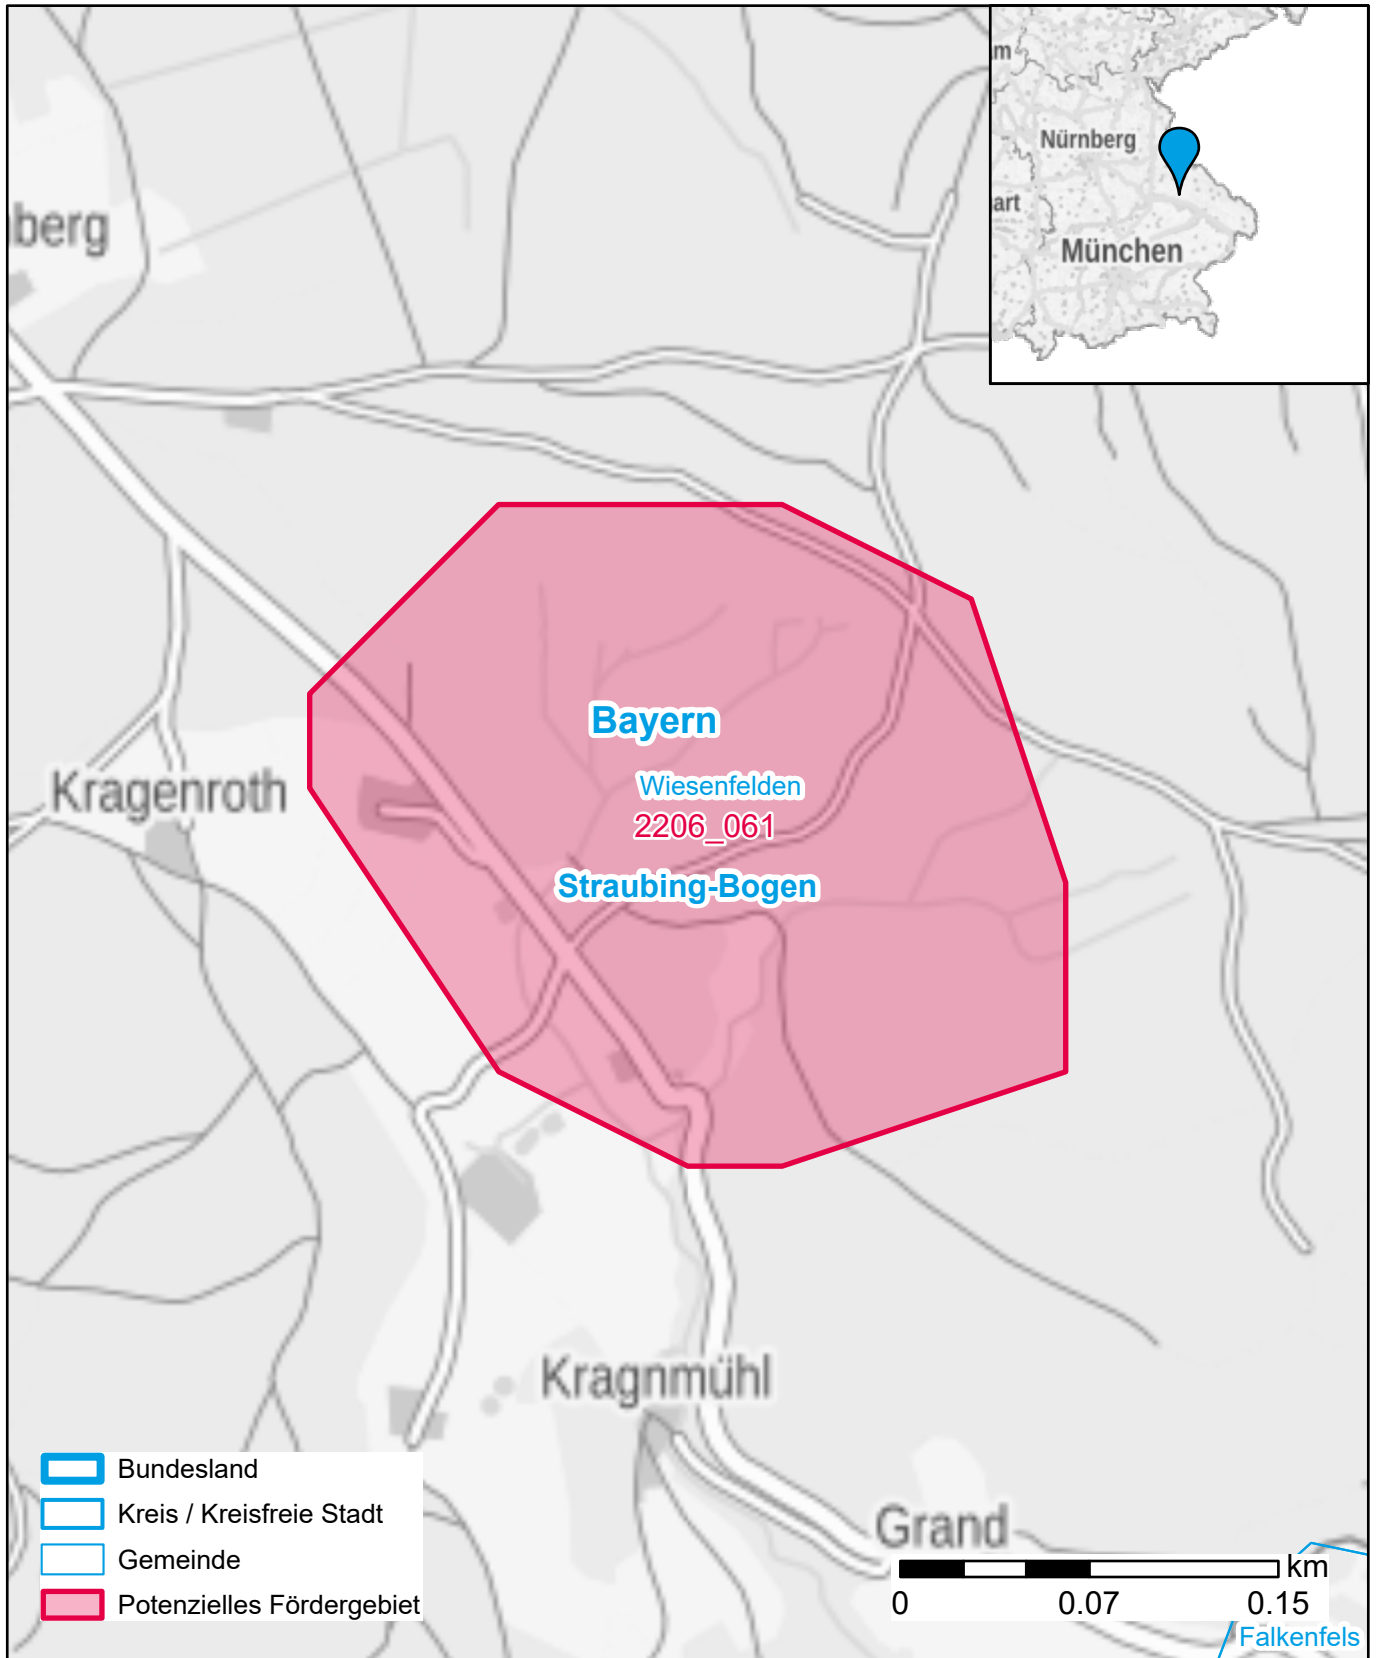 Nürnberg
München
m
art
berg
Kragenroth
Bayern
Wiesenfelden
2206_061
Straubing-Bogen
Kragnmühl
Grand
Bundesland
Kreis / Kreisfreie Stadt
Gemeinde
Potenzielles Fördergebiet
km
0 0.07 0.15
Falkenfels